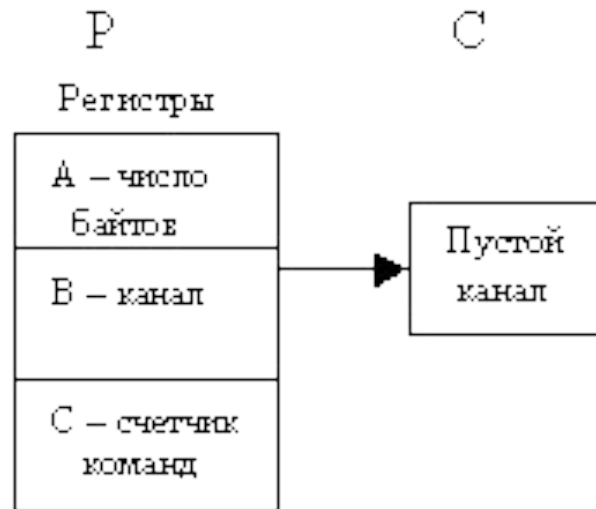 P
C
Регистры
A – число
байтов
B – канал
C – счетчик
команд
Пустой
канал